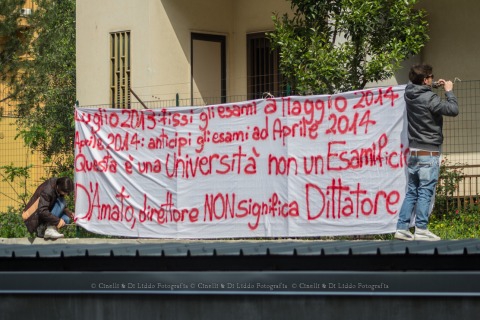 Luglio 2013: fissi gli esami a Maggio 2014
Aprile 2014: anticipi gli esami ad Aprile 2014
Questa è una Università non un Esamificio
D'Amato, direttore NON significa Dittatore
© Cinelli & Di Liddo Fotografia © Cinelli & Di Liddo Fotografia © Cinelli & Di Liddo Fotografia